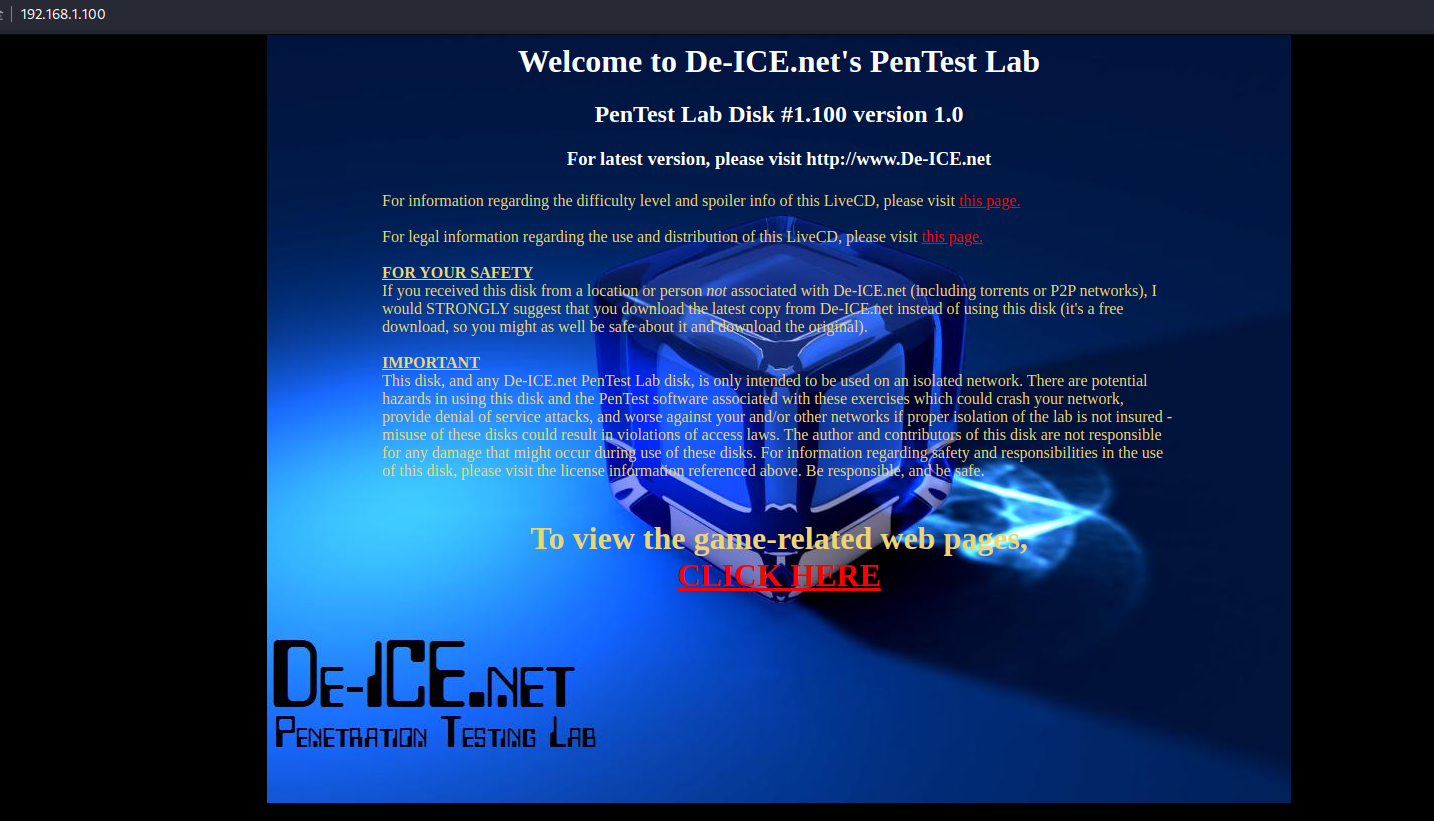 192.168.1.100
Welcome to De-ICE.net's PenTest Lab
PenTest Lab Disk #1.100 version 1.0
For latest version, please visit http://www.De-ICE.net
For information regarding the difficulty level and spoiler info of this LiveCD, please visit this page.
For legal information regarding the use and distribution of this LiveCD, please visit this page.
FOR YOUR SAFETY
If you received this disk from a location or person not associated with De-ICE.net (including torrents or P2P networks), I
would STRONGLY suggest that you download the latest copy from De-ICE.net instead of using this disk (it's a free
download, so you might as well be safe about it and download the original).
IMPORTANT
This disk, and any De-ICE.net PenTest Lab disk, is only intended to be used on an isolated network. There are potential
hazards in using this disk and the PenTest software associated with these exercises which could crash your network,
provide denial of service attacks, and worse against your and/or other networks if proper isolation of the lab is not insured -
misuse of these disks could result in violations of access laws. The author and contributors of this disk are not responsible
for any damage that might occur during use of these disks. For information regarding safety and responsibilities in the use
of this disk, please visit the license information referenced above. Be responsible, and be safe.
To view the game-related web pages,
CLICK HERE
De-ICE.net
Penetration Testing Lab